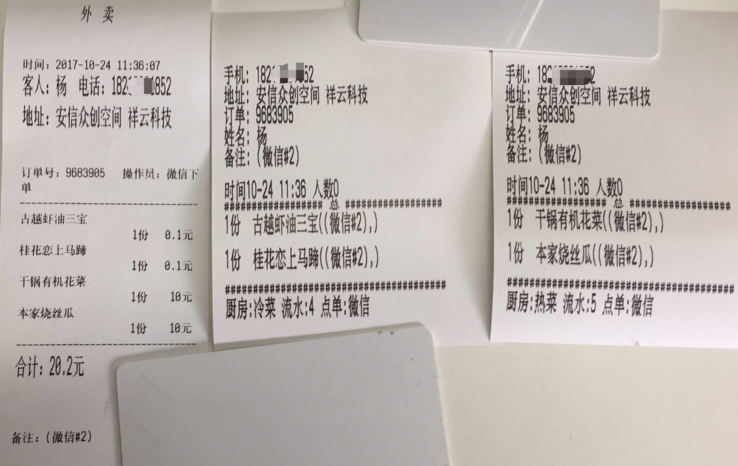 外卖
时间：2017-10-24 11:36:07
客人：杨 电话：182 1852
地址：安信众创空间 祥云科技
订单号：9683905 操作员：微信下
单
古越虾油三宝
1份 0.1元
桂花恋上马蹄
1份 0.1元
干锅有机花菜
1份 10元
本家烧丝瓜
1份 10元
合计：20.2元
备注：(微信#2)
手机：182 52
地址：安信众创空间 祥云科技
订单：9683905
姓名：杨
备注：(微信#2)
时间10-24 11:36 人数0
##################### 总 #####################
1份 古越虾油三宝((微信#2),)
1份 桂花恋上马蹄((微信#2),)
############################################
厨房:冷菜 流水:4 点单:微信
手机：18 2
地址：安信众创空间 祥云科技
订单：9683905
姓名：杨
备注：(微信#2)
时间10-24 11:36 人数0
##################### 总 #####################
1份 干锅有机花菜((微信#2),)
1份 本家烧丝瓜((微信#2),)
############################################
厨房:热菜 流水:5 点单:微信